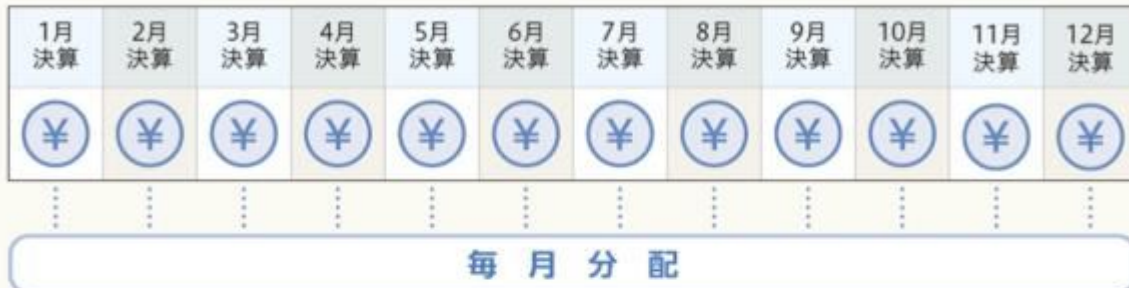 1月 2月 3月 4月 5月 6月 7月 8月 9月 10月 11月 12月
決算 決算 決算 決算 決算 決算 決算 決算 決算 決算 決算 決算
¥ ¥ ¥ ¥ ¥ ¥ ¥ ¥ ¥ ¥ ¥ ¥
毎月分配